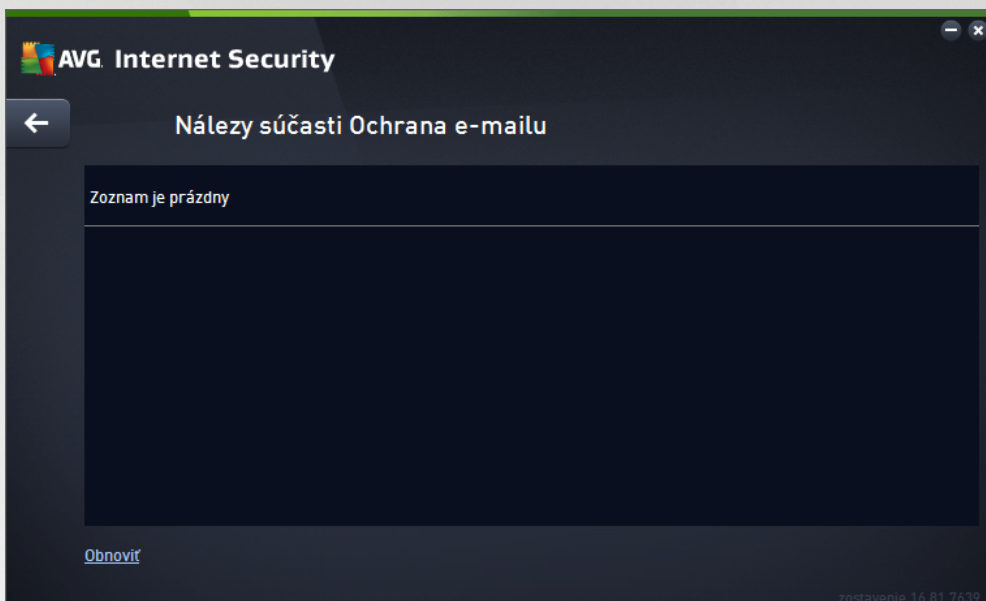 AVG. Internet Security
Nálezy súčasti Ochrana e-mailu
Zoznam je prázdny
Obnoviť
zostavenie 16.81.7639